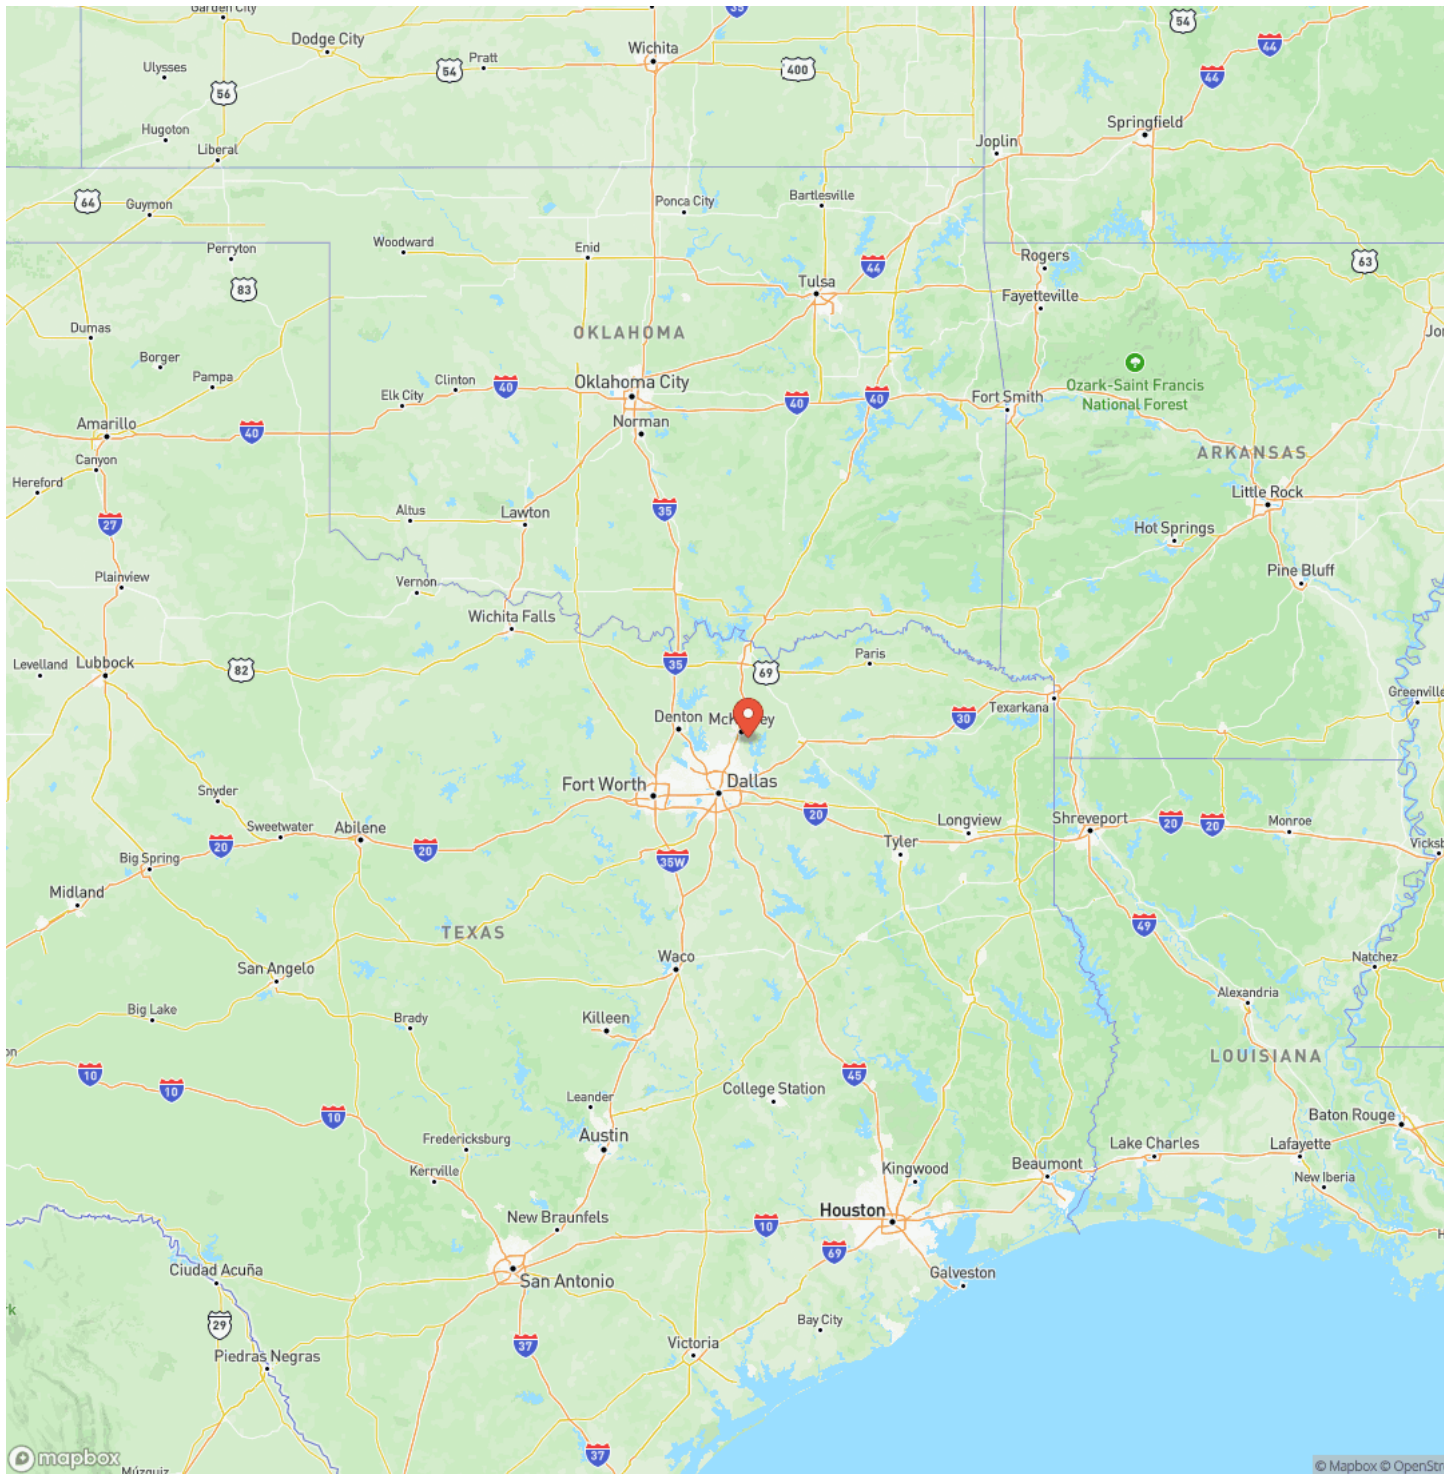 Garden City
35
54
Dodge City
Wichita
44
Ulysses
54
Pratt
400
44
56
Hugoton
Springfield
Liberal
Joplin
64
Guymon
Ponca City
Bartlesville
Perryton
Woodward
Enid
Rogers
63
83
44
Tulsa
Fayetteville
Dumas
OKLAHOMA
Borger
Pampa
Clinton
40
Oklahoma City
Elk City
40
40
Fort Smith
Ozark-Saint Francis
National Forest
Amarillo
40
Norman
ARKANSAS
Canyon
Hereford
Little Rock
27
Altus
Lawton
35
Hot Springs
Plainview
Vernon
Pine Bluff
Wichita Falls
Levelland
Lubbock
82
35
69
Paris
Greenville
Texarkana
Denton
30
Fort Worth
Dallas
Snyder
20
Longview
Shreveport
20
20
Monroe
Sweetwater
Abilene
20
20
Tyler
Big Spring
35W
Midland
TEXAS
49
Waco
San Angelo
Natchez
Alexandria
Big Lake
Brady
Killeen
LOUISIANA
10
10
45
College Station
10
Leander
Baton Rouge
Fredericksburg
Austin
Lake Charles
Lafayette
Kerrville
Kingwood
Beaumont
New Iberia
New Braunfels
Houston
10
69
Ciudad Acuña
San Antonio
Galveston
29
Bay City
37
Victoria
Piedras Negras
37
mapbox
Múzquiz
© Mapbox © OpenStr